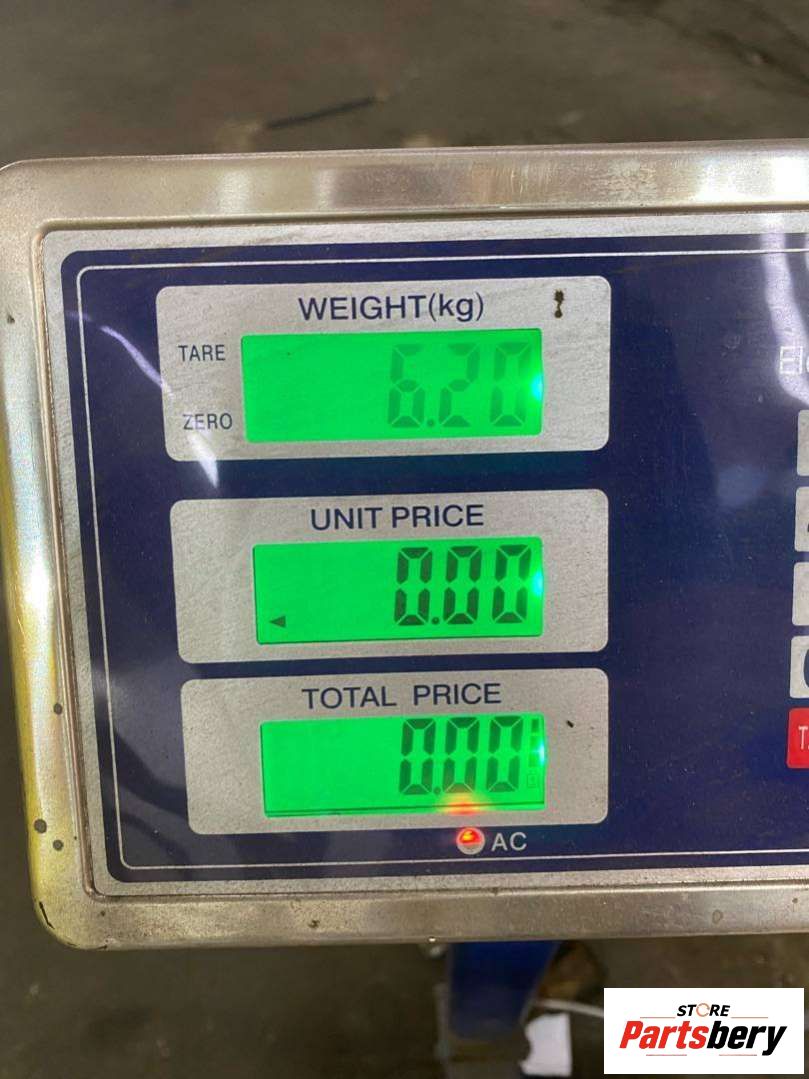 WEIGHT(kg)
TARE
6.20
ZERO
UNIT PRICE
0.00
TOTAL PRICE
0.00
AC
STORE
Partsbery